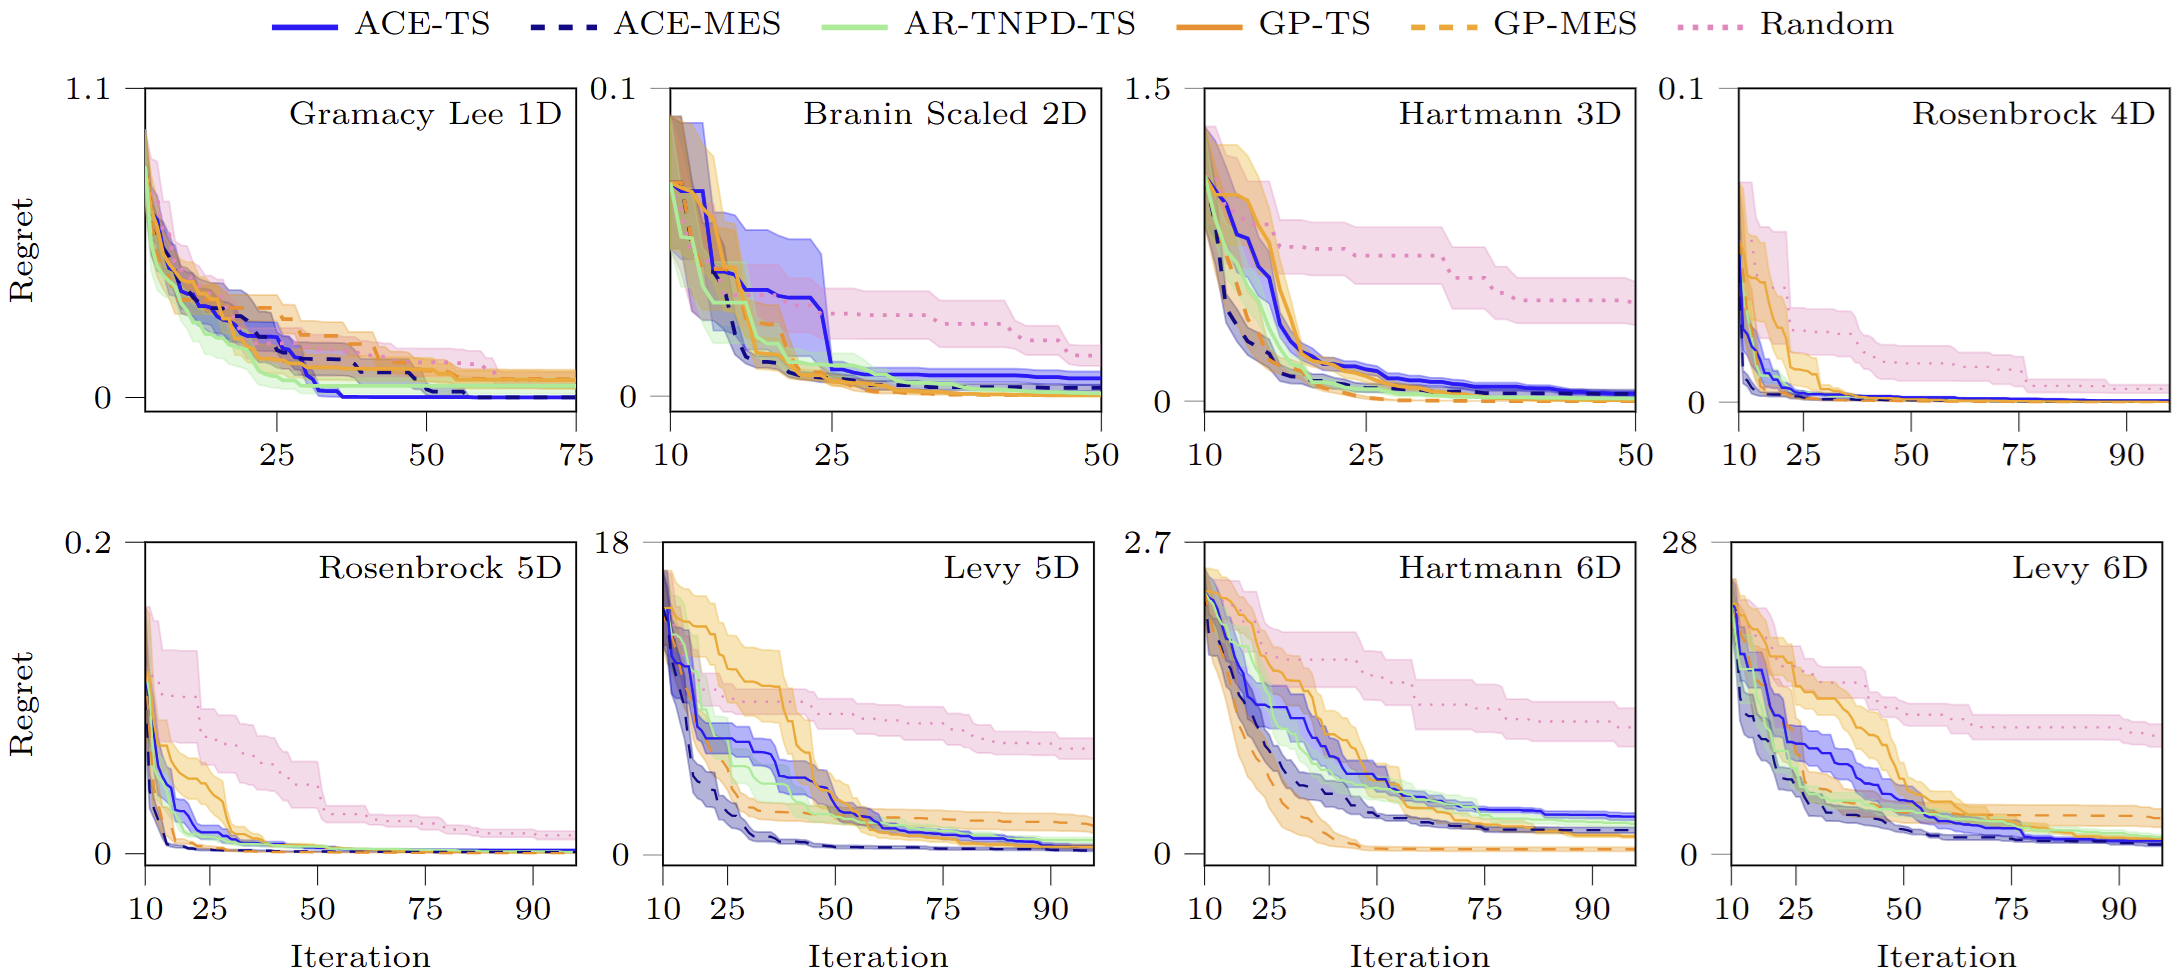 ACE-TS ACE-MES AR-TNPD-TS GP-TS GP-MES Random
Regret
1.1
0
Gramacy Lee 1D
25 50 75
0.1
0
Branin Scaled 2D
10 25 50
1.5
0
Hartmann 3D
10 25 50
0.1
0
Rosenbrock 4D
10 25 50 75 90
Regret
0.2
0
Rosenbrock 5D
10 25 50 75 90
Iteration
18
0
Levy 5D
10 25 50 75 90
Iteration
2.7
0
Hartmann 6D
10 25 50 75 90
Iteration
28
0
Levy 6D
10 25 50 75 90
Iteration